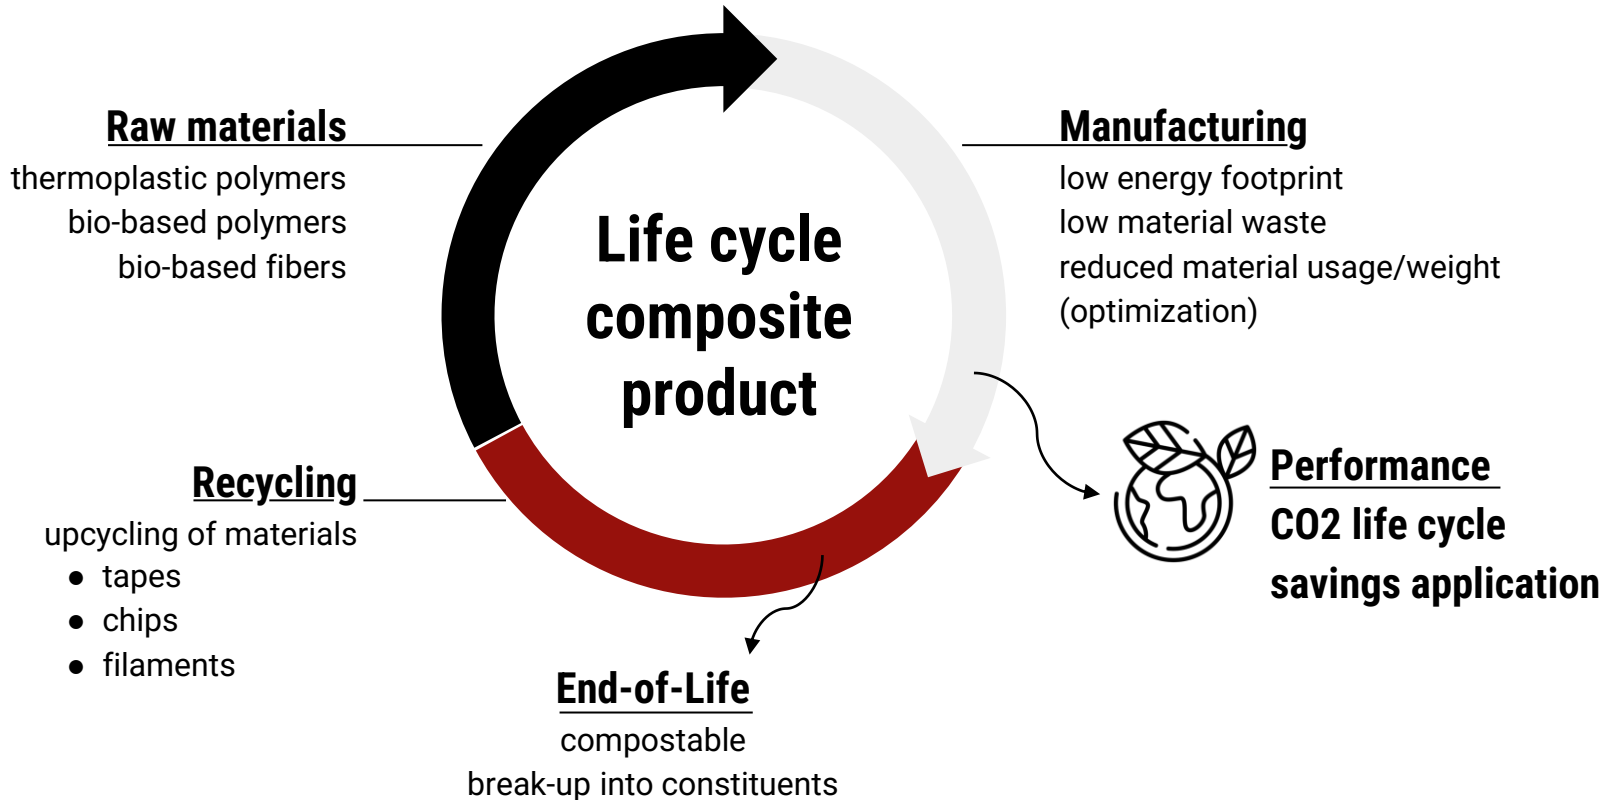 Life cycle
composite
product
Raw materials
thermoplastic polymers
bio-based polymers
bio-based fibers
Manufacturing
low energy footprint
low material waste
reduced material usage/weight
(optimization)
Performance
CO2 life cycle
savings application
Recycling
upcycling of materials
● tapes
● chips
● filaments
End-of-Life
compostable
break-up into constituents